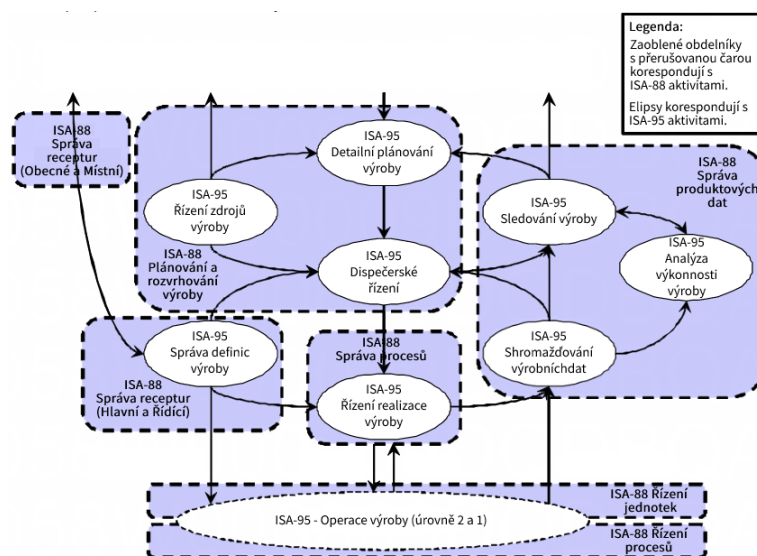 Legenda:
Zaoblené obdelníky
s přerušovanou čarou
korespondují s
ISA-88 aktivitami.
Elipsy korespondují s
ISA-95 aktivitami.
ISA-88
Správa
receptur
(Obecné a Místní)
ISA-95
Detailní plánování
výroby
ISA-88
Správa
produktových
dat
ISA-95
Řízení zdrojů
výroby
ISA-95
Sledování výroby
ISA-95
Analýza
výkonnosti
výroby
ISA-88
Plánování a
rozvrhování
výroby
ISA-95
Dispečerské
řízení
ISA-95
Správa definic
výroby
ISA-88
Správa procesů
ISA-95
Shromažďování
výrobníchdat
ISA-88
Správa receptur
(Hlavní a Řídící)
ISA-95
Řízení realizace
výroby
ISA-88 Řízení
jednotek
ISA-95 - Operace výroby (úrovně 2 a 1)
ISA-88 Řízení
procesů